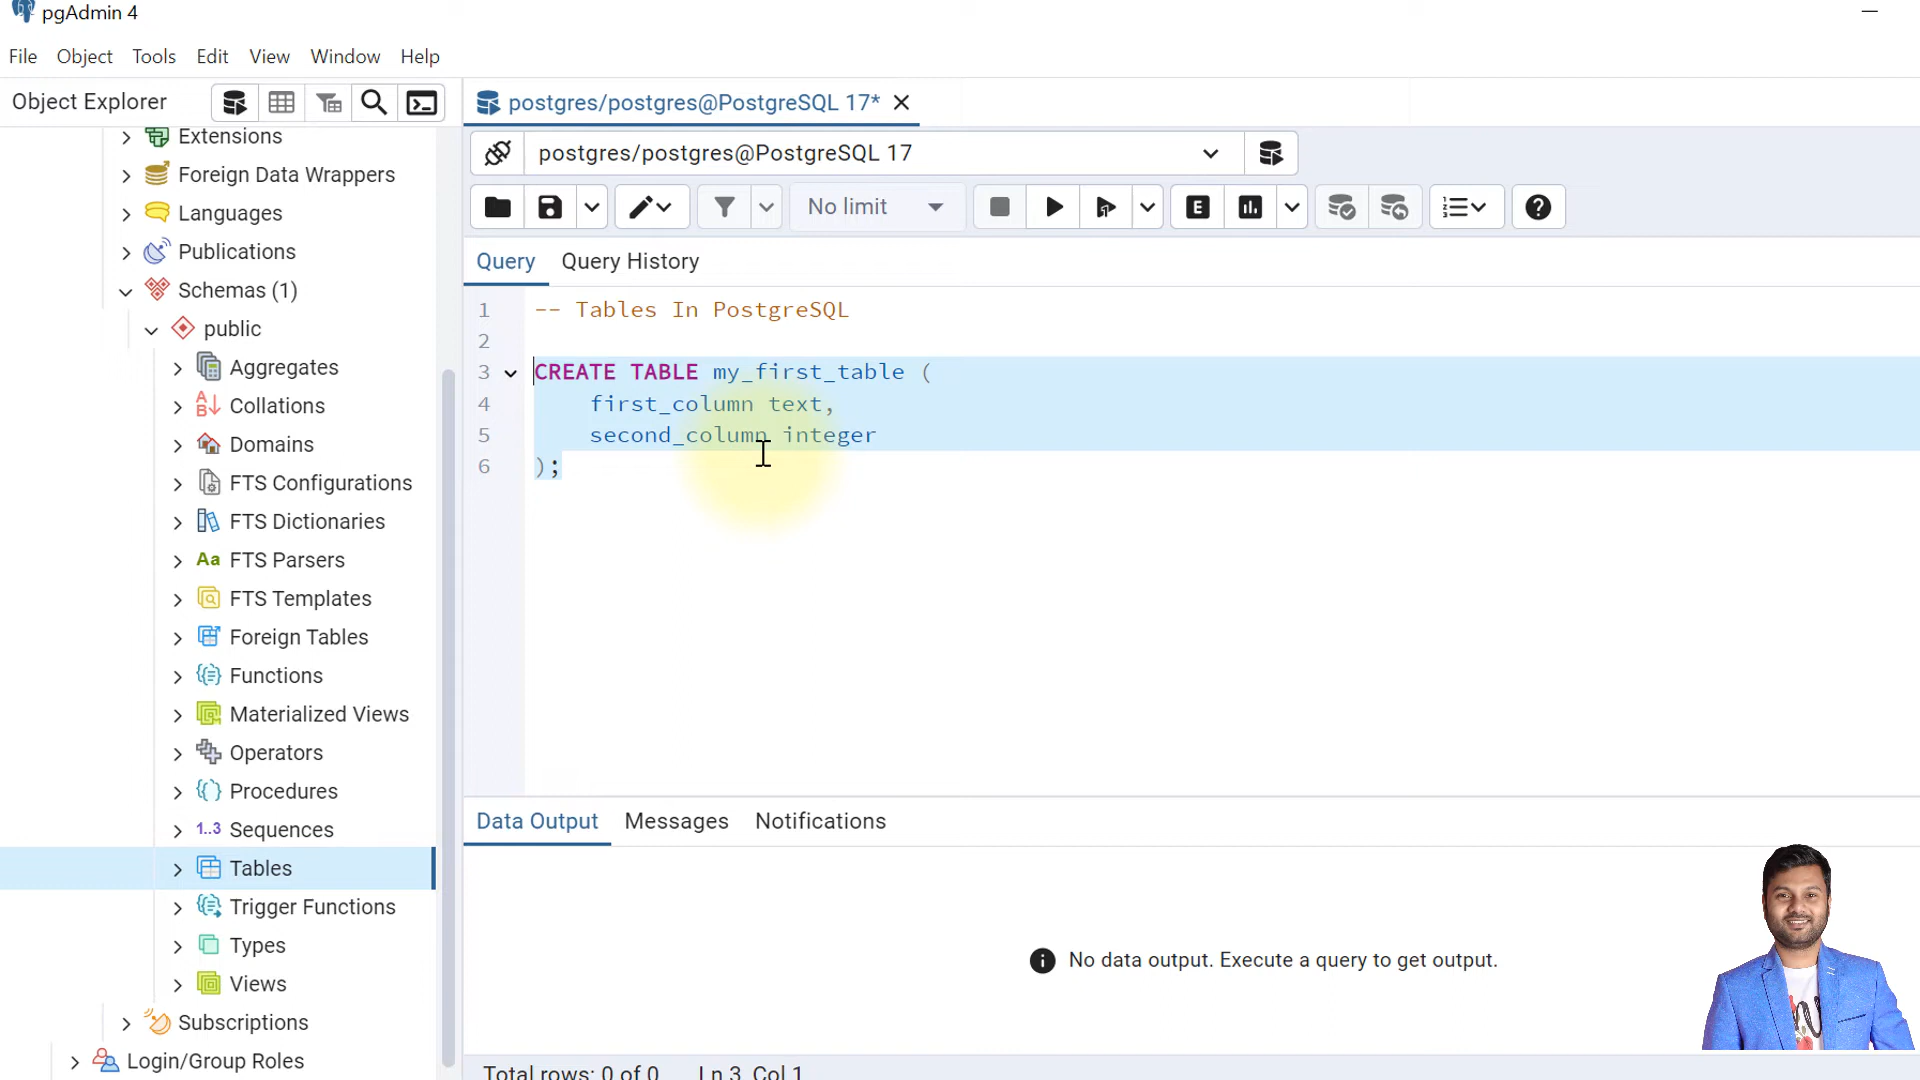 pgAdmin 4
File Object Tools Edit View Window Help
Object Explorer
postgres/postgres@PostgreSQL 17*
Extensions
Foreign Data Wrappers
Languages
Publications
Schemas (1)
public
Aggregates
Collations
Domains
FTS Configurations
FTS Dictionaries
Aa FTS Parsers
FTS Templates
Foreign Tables
Functions
Materialized Views
Operators
Procedures
1..3 Sequences
Tables
Trigger Functions
Types
Views
Subscriptions
Login/Group Roles
postgres/postgres@PostgreSQL 17
No limit
E
Query Query History
1 -- Tables In PostgreSQL
2
3 CREATE TABLE my_first_table (
4 first_column text,
5 second_column integer
6 );
Data Output Messages Notifications
No data output. Execute a query to get output.
Total rows: 0 of 0 Ln 3, Col 1